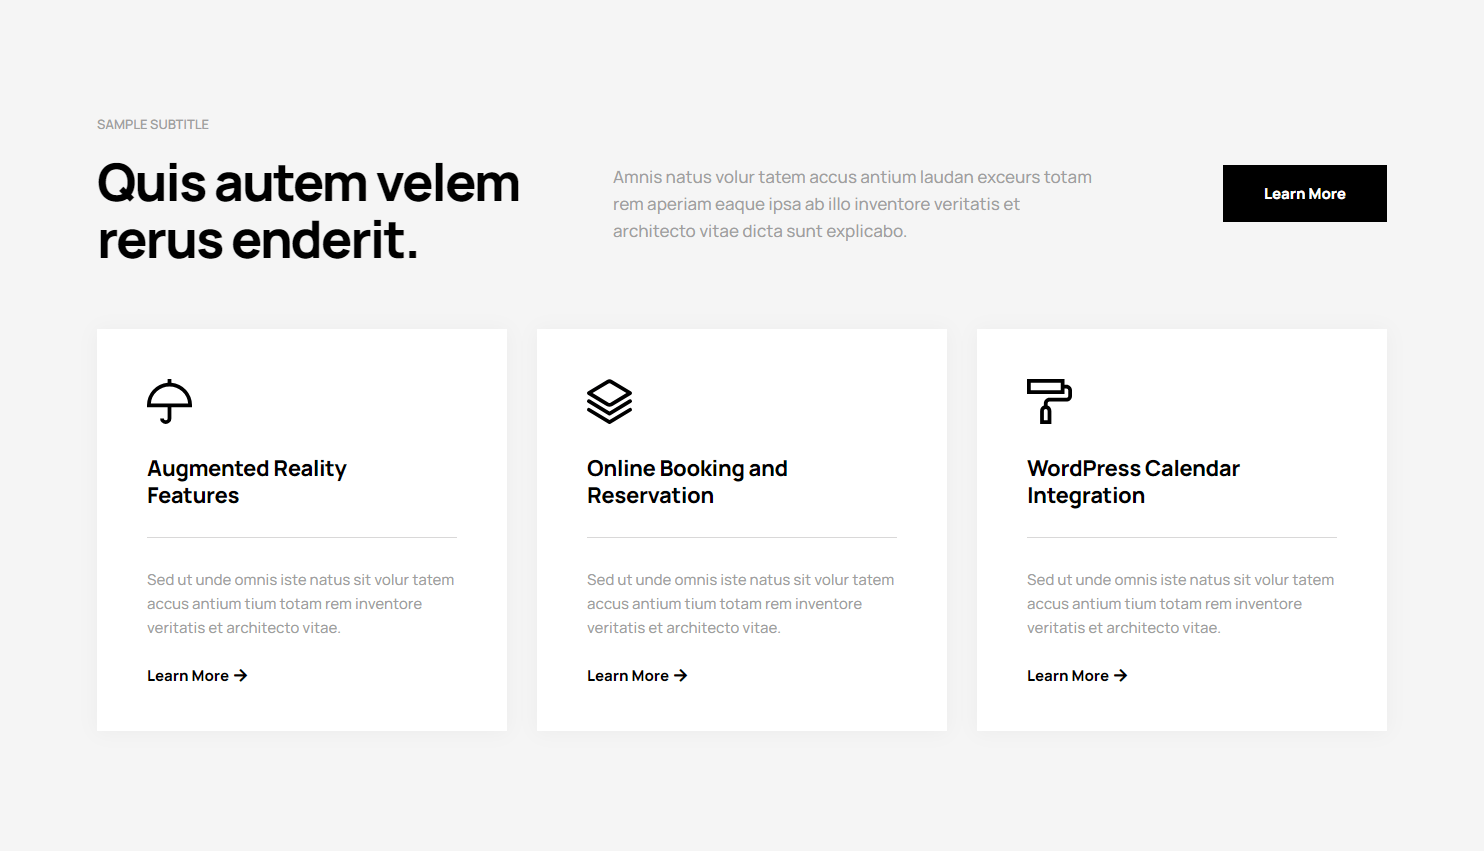 SAMPLE SUBTITLE
Quis autem velem
rerus enderit.
Amnis natus volur tatem accus antium laudan exceurs totam
rem aperiam eaque ipsa ab illo inventore veritatis et
architecto vitae dicta sunt explicabo.
Learn More
Augmented Reality
Features
Sed ut unde omnis iste natus sit volur tatem
accus antium tium totam rem inventore
veritatis et architecto vitae.
Learn More →
Online Booking and
Reservation
Sed ut unde omnis iste natus sit volur tatem
accus antium tium totam rem inventore
veritatis et architecto vitae.
Learn More →
WordPress Calendar
Integration
Sed ut unde omnis iste natus sit volur tatem
accus antium tium totam rem inventore
veritatis et architecto vitae.
Learn More →